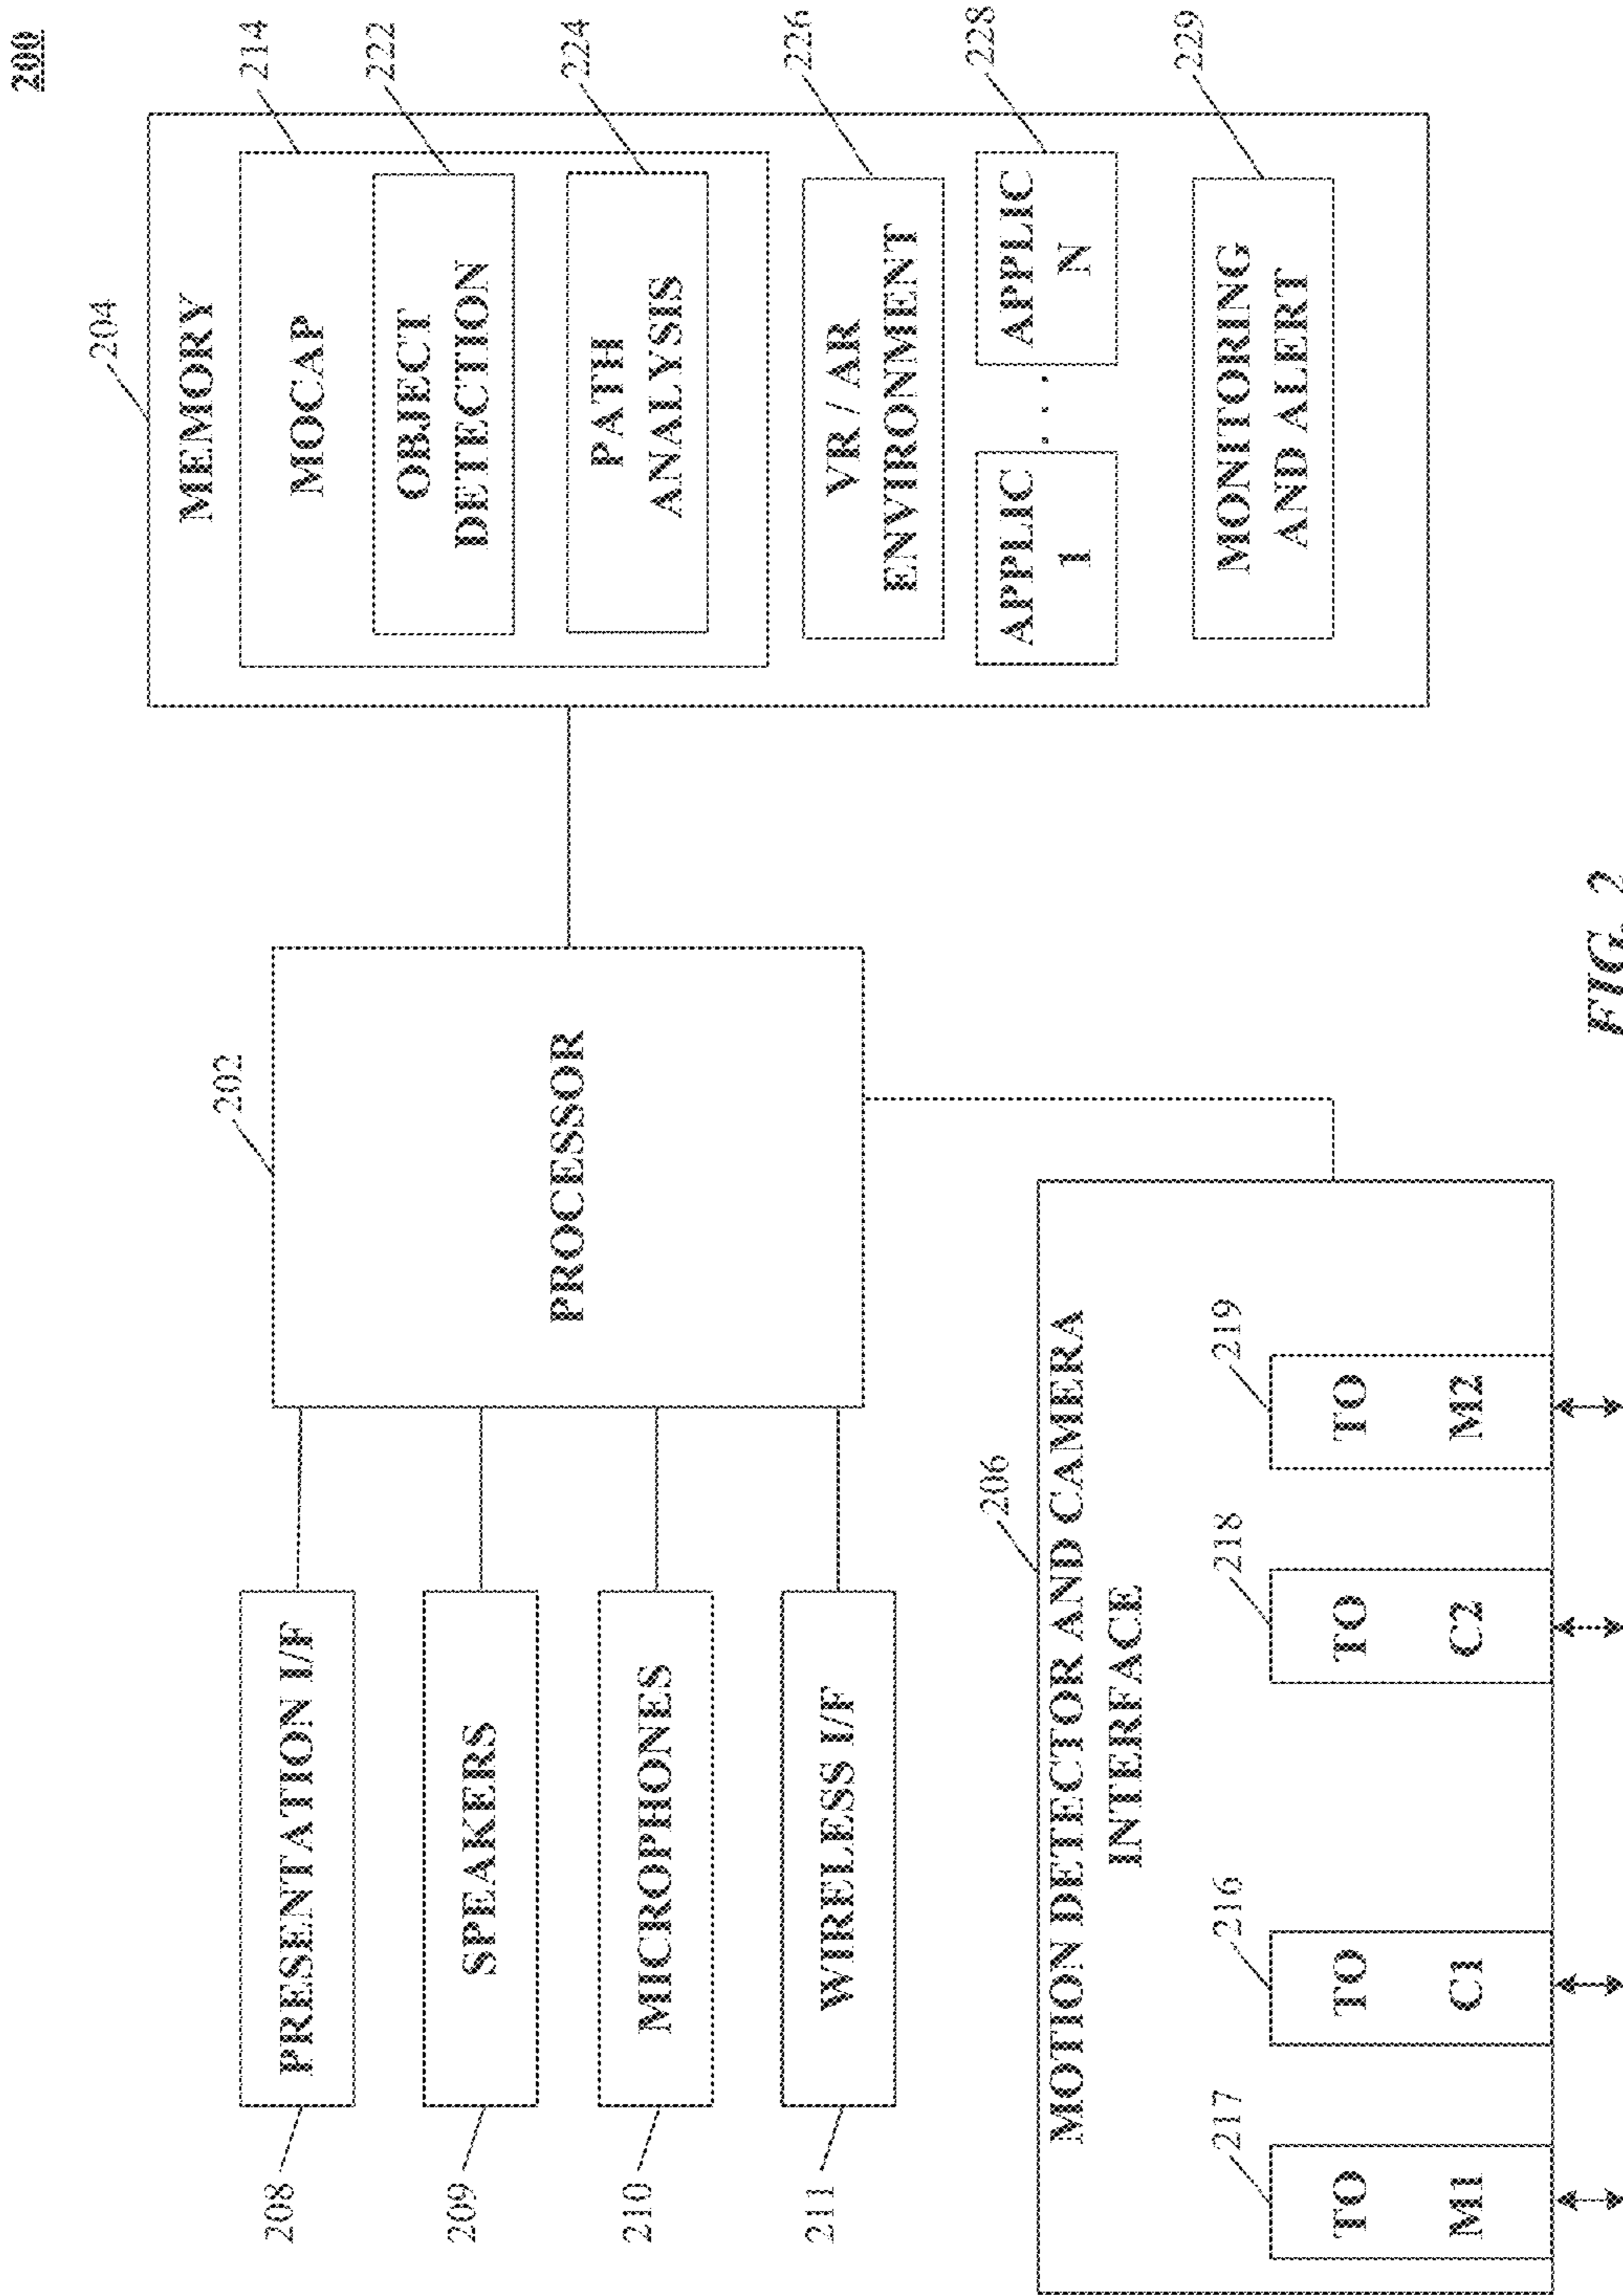 200
204
MEMORY
214
MOCAP
222
OBJECT
DETECTION
224
PATH
ANALYSIS
226
VR / AR
ENVIRONMENT
228
APPLIC
1
. . .
APPLIC
N
229
MONITORING
AND ALERT
202
PROCESSOR
208
PRESENTATION I/F
209
SPEAKERS
210
MICROPHONES
211
WIRELESS I/F
206
MOTION DETECTOR AND CAMERA
INTERFACE
217
TO
M1
216
TO
C1
218
TO
C2
219
TO
M2
FIG. 2